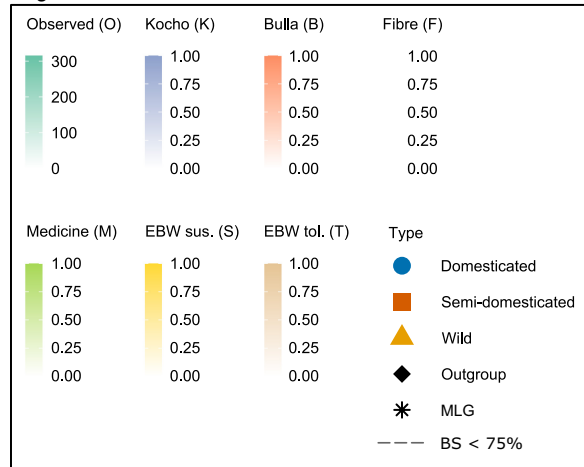 Observed (O) Kocho (K) Bulla (B) Fibre (F)
300 1.00 1.00 1.00
0.75 0.75 0.75
200
0.50 0.50 0.50
100
0.25 0.25 0.25
0 0.00 0.00 0.00
Medicine (M) EBW sus. (S) EBW tol. (T) Type
1.00 1.00 1.00 Domesticated
0.75 0.75 0.75 Semi-domesticated
0.50 0.50 0.50 Wild
0.25 0.25 0.25 Outgroup
0.00 0.00 0.00
MLG
BS < 75%